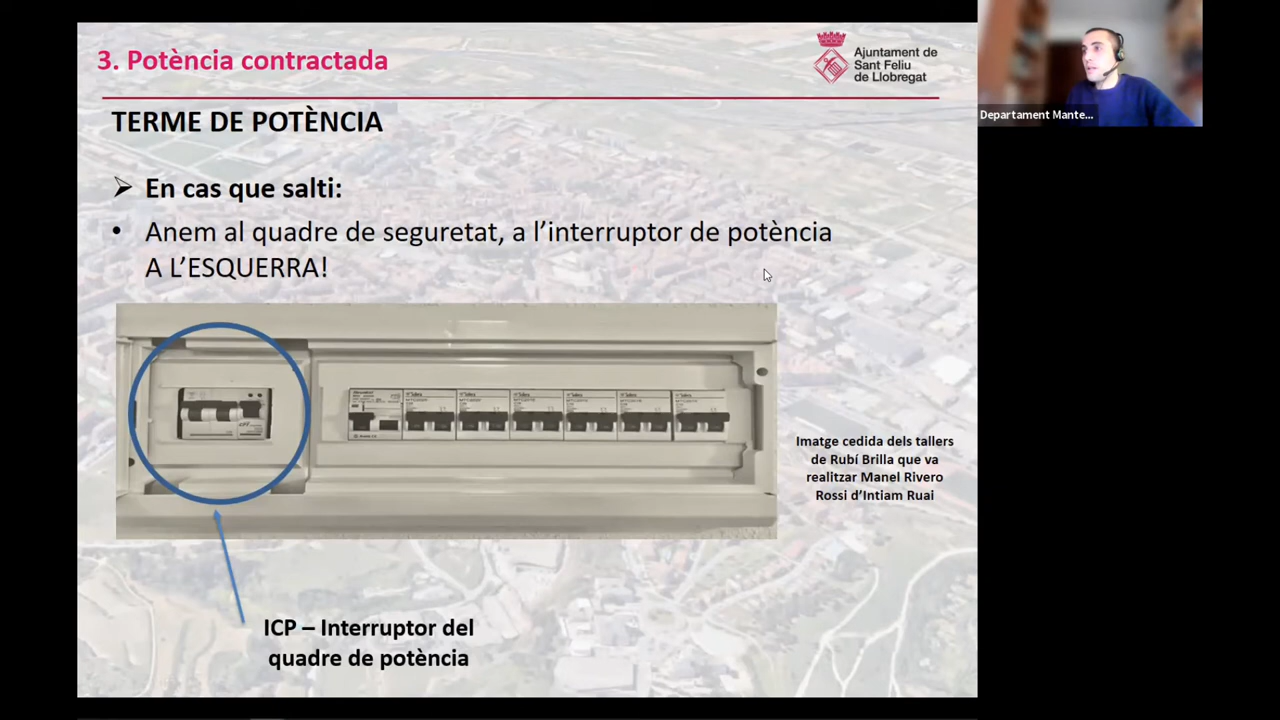 3. Potència contractada
Ajuntament de
Sant Feliu
de Llobregat
TERME DE POTÈNCIA
En cas que salti:
Anem al quadre de seguretat, a l'interruptor de potència
A L'ESQUERRA!
Imatge cedida dels tallers
de Rubí Brilla que va
realitzar Manel Rivero
Rossi d'Intiam Ruai
ICP – Interruptor del
quadre de potència
Departament Mante...